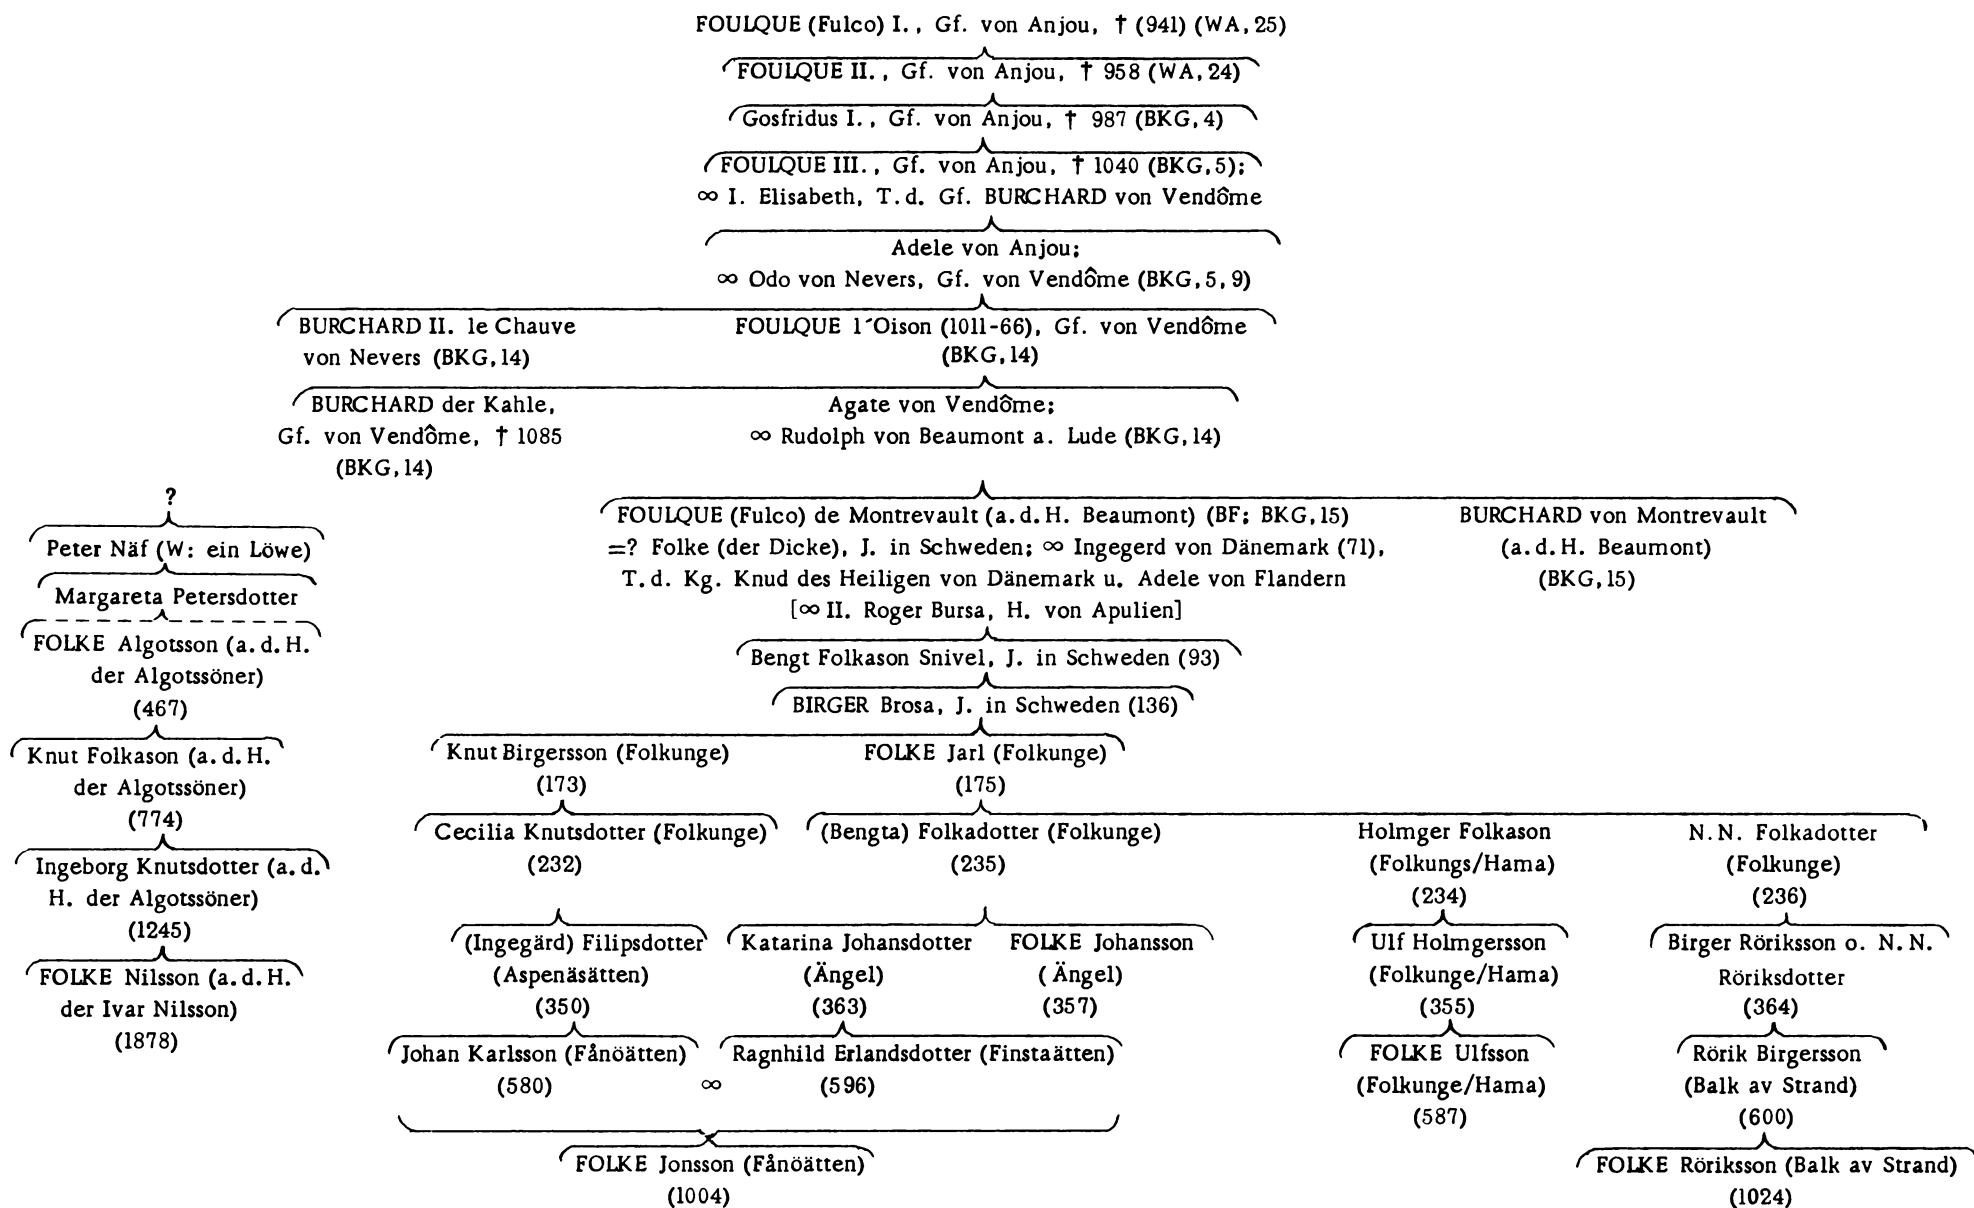 FOULQUE (Fulco) I., Gf. von Anjou, † (941) (WA, 25)
FOULQUE II., Gf. von Anjou, † 958 (WA, 24)
Gosfridus I., Gf. von Anjou, † 987 (BKG, 4)
FOULQUE III., Gf. von Anjou, † 1040 (BKG, 5);
∞ I. Elisabeth, T. d. Gf. BURCHARD von Vendôme
Adele von Anjou;
∞ Odo von Nevers, Gf. von Vendôme (BKG, 5, 9)
BURCHARD II. le Chauve
von Nevers (BKG, 14)
FOULQUE l´Oison (1011-66), Gf. von Vendôme
(BKG, 14)
BURCHARD der Kahle,
Gf. von Vendôme, † 1085
(BKG, 14)
Agate von Vendôme;
∞ Rudolph von Beaumont a. Lude (BKG, 14)
?
Peter Näf (W: ein Löwe)
Margareta Petersdotter
FOLKE Algotsson (a. d. H.
der Algotssöner)
(467)
Knut Folkason (a. d. H.
der Algotssöner)
(774)
Ingeborg Knutsdotter (a. d.
H. der Algotssöner)
(1245)
FOLKE Nilsson (a. d. H.
der Ivar Nilsson)
(1878)
FOULQUE (Fulco) de Montrevault (a. d. H. Beaumont) (BF; BKG, 15)
=? Folke (der Dicke), J. in Schweden; ∞ Ingegerd von Dänemark (71),
T. d. Kg. Knud des Heiligen von Dänemark u. Adele von Flandern
[∞ II. Roger Bursa, H. von Apulien]
BURCHARD von Montrevault
(a. d. H. Beaumont)
(BKG, 15)
Bengt Folkason Snivel, J. in Schweden (93)
BIRGER Brosa, J. in Schweden (136)
Knut Birgersson (Folkunge)
(173)
FOLKE Jarl (Folkunge)
(175)
Cecilia Knutsdotter (Folkunge)
(232)
(Bengta) Folkadotter (Folkunge)
(235)
Holmger Folkason
(Folkungs/Hama)
(234)
N. N. Folkadotter
(Folkunge)
(236)
(Ingegärd) Filipsdotter
(Aspenäsätten)
(350)
Katarina Johansdotter
(Ängel)
(363)
FOLKE Johansson
(Ängel)
(357)
Ulf Holmgersson
(Folkunge/Hama)
(355)
Birger Röriksson o. N. N.
Röriksdotter
(364)
Johan Karlsson (Fånöätten)
(580)
∞
Ragnhild Erlandsdotter (Finstaätten)
(596)
FOLKE Ulfsson
(Folkunge/Hama)
(587)
Rörik Birgersson
(Balk av Strand)
(600)
FOLKE Jonsson (Fånöätten)
(1004)
FOLKE Röriksson (Balk av Strand)
(1024)